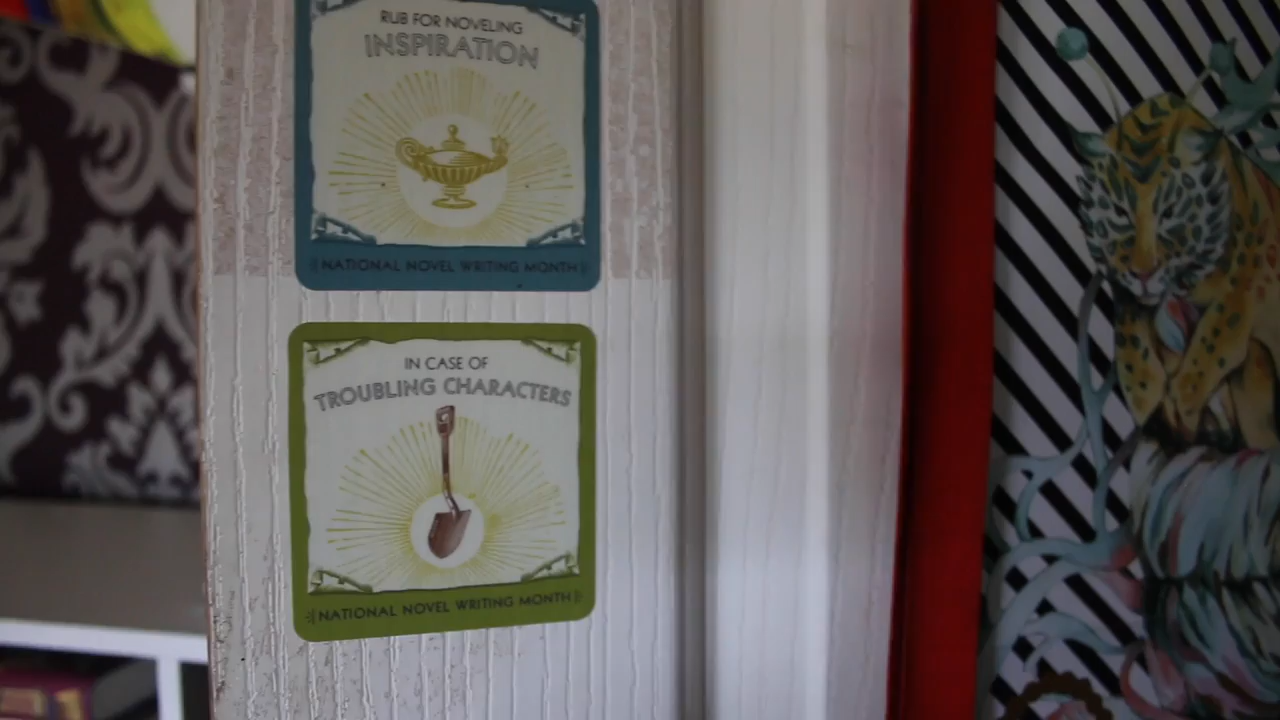 RUB FOR NOVELING
INSPIRATION
NATIONAL NOVEL WRITING MONTH
IN CASE OF
TROUBLING CHARACTERS
NATIONAL NOVEL WRITING MONTH